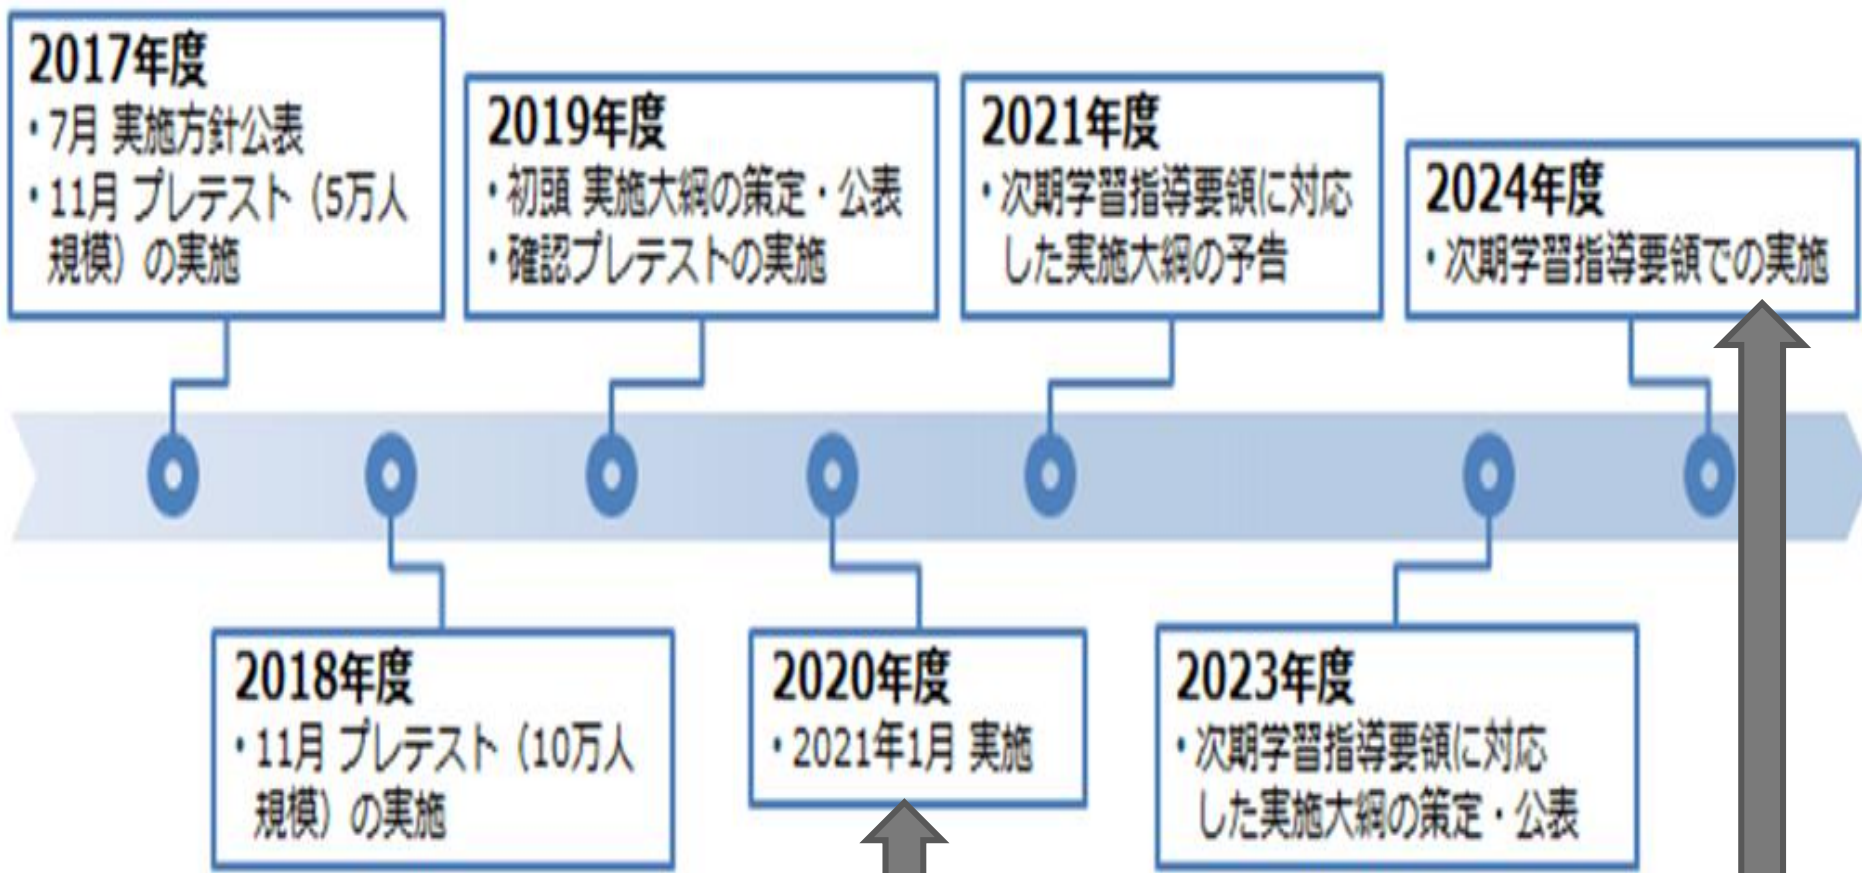 2017年度
・7月 実施方針公表
・11月 プレテスト（5万人
規模）の実施
2019年度
・初頭 実施大綱の策定・公表
・確認プレテストの実施
2021年度
・次期学習指導要領に対応
した実施大綱の予告
2024年度
・次期学習指導要領での実施
2018年度
・11月 プレテスト（10万人
規模）の実施
2020年度
・2021年1月 実施
2023年度
・次期学習指導要領に対応
した実施大綱の策定・公表